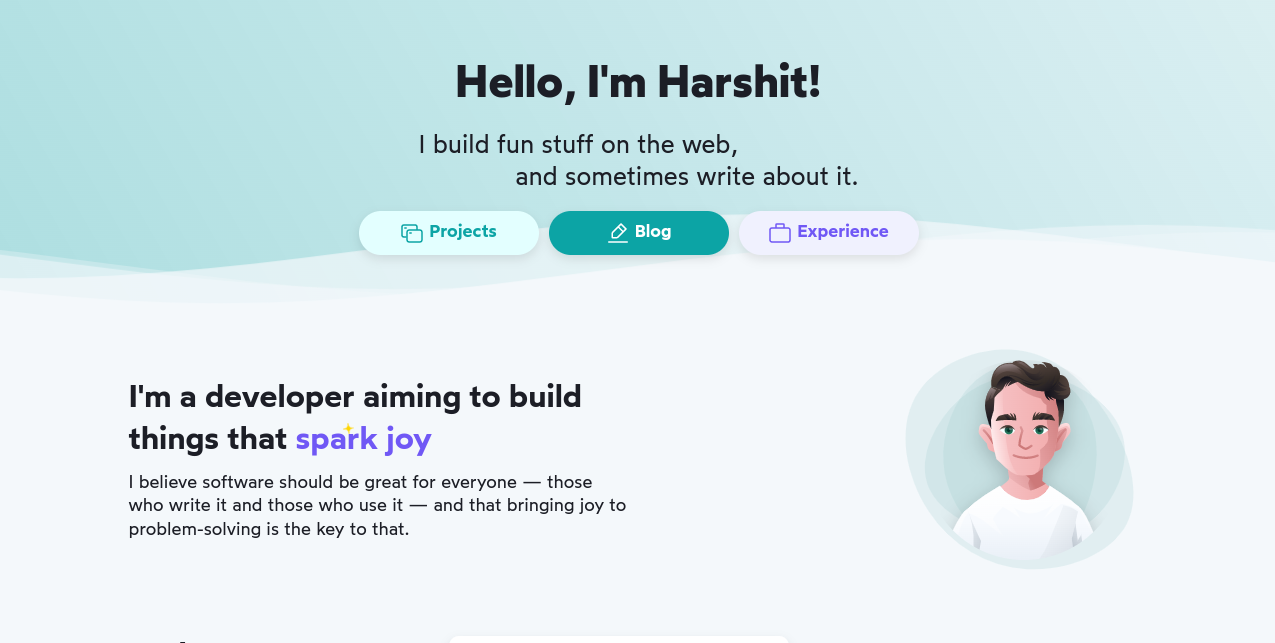 Hello, I'm Harshit!
I build fun stuff on the web,
and sometimes write about it.
Projects
Blog
Experience
I'm a developer aiming to build
things that spark joy
I believe software should be great for everyone — those
who write it and those who use it — and that bringing joy to
problem-solving is the key to that.